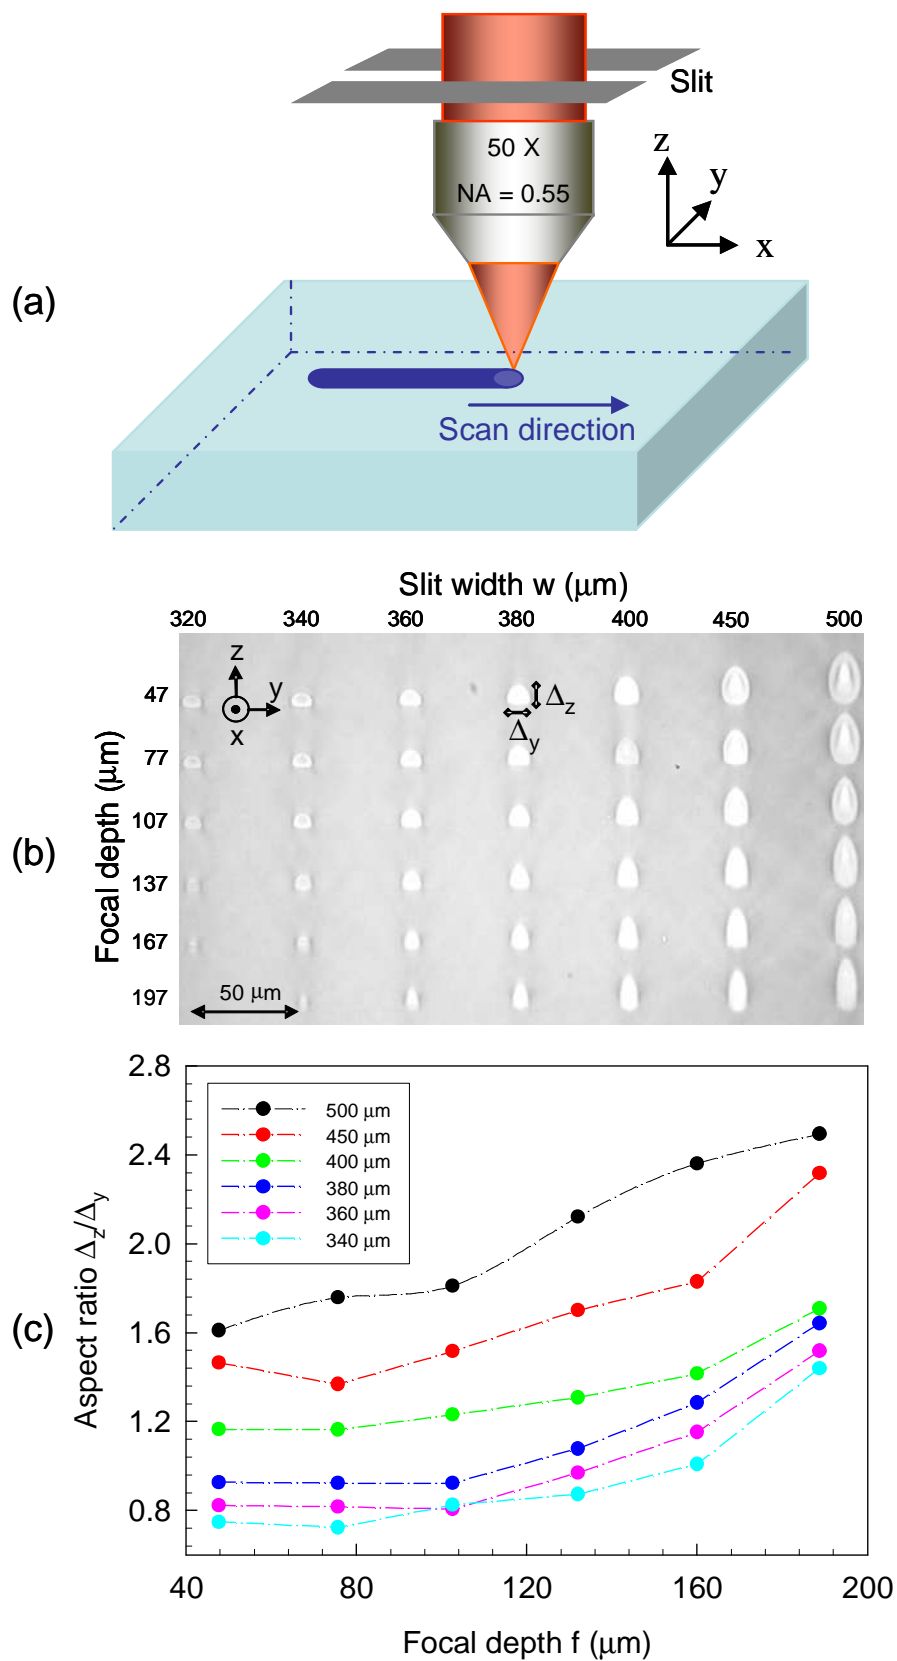 Slit
50 X
NA = 0.55
z
y
x
(a)
Scan direction
Slit width w (μm)
320 340 360 380 400 450 500
z
y
x
Δz
Δy
47
77
107
137
167
197
Focal depth (μm)
(b)
50 μm
2.8
2.4
2.0
1.6
1.2
0.8
500 μm
450 μm
400 μm
380 μm
360 μm
340 μm
Aspect ratio Δz/Δy
(c)
40 80 120 160 200
Focal depth f (μm)